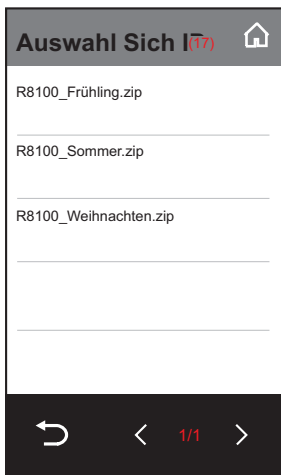 Auswahl Sich (17)
R8100_Frühling.zip
R8100_Sommer.zip
R8100_Weihnachten.zip
1/1